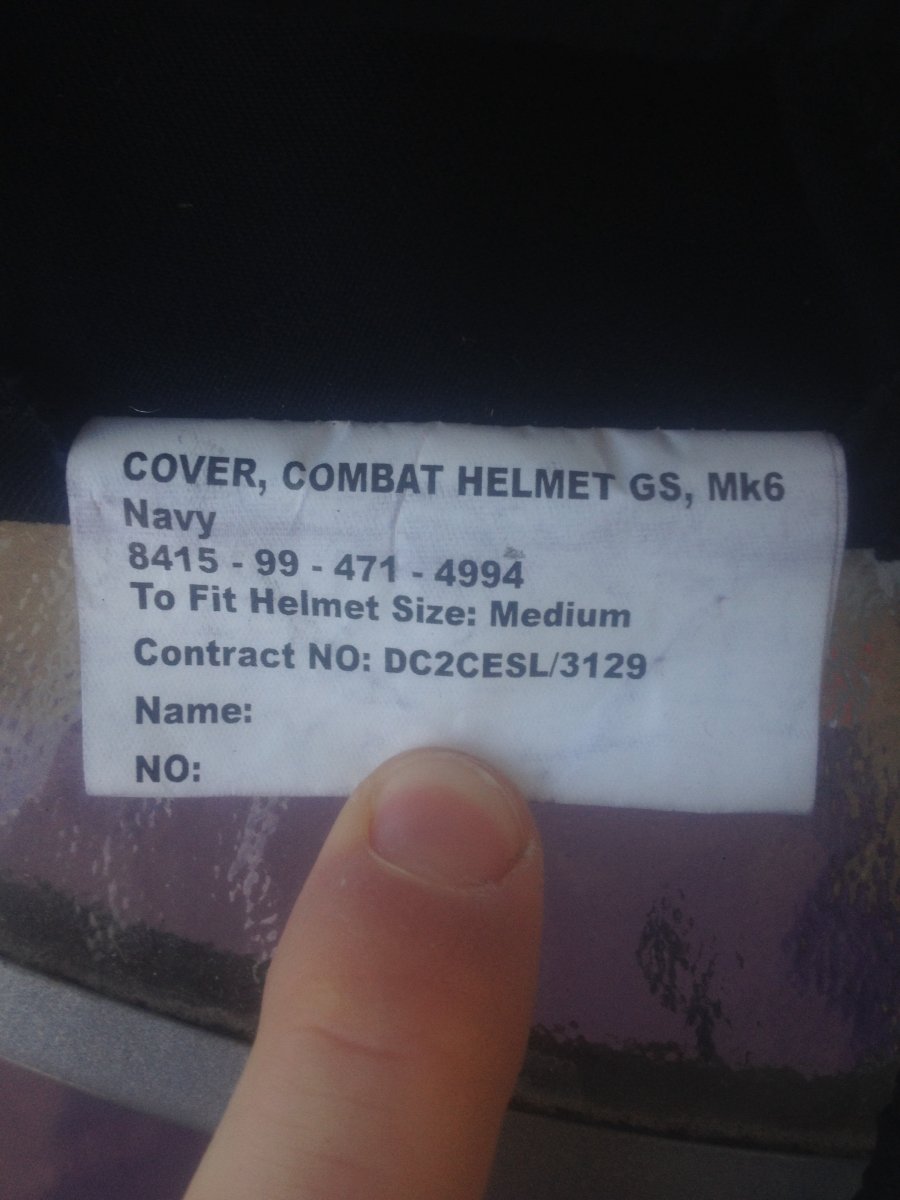 COVER, COMBAT HELMET GS, Mk6
Navy
8415 - 99 - 471 - 4994
To Fit Helmet Size: Medium
Contract NO: DC2CESL/3129
Name:
NO: